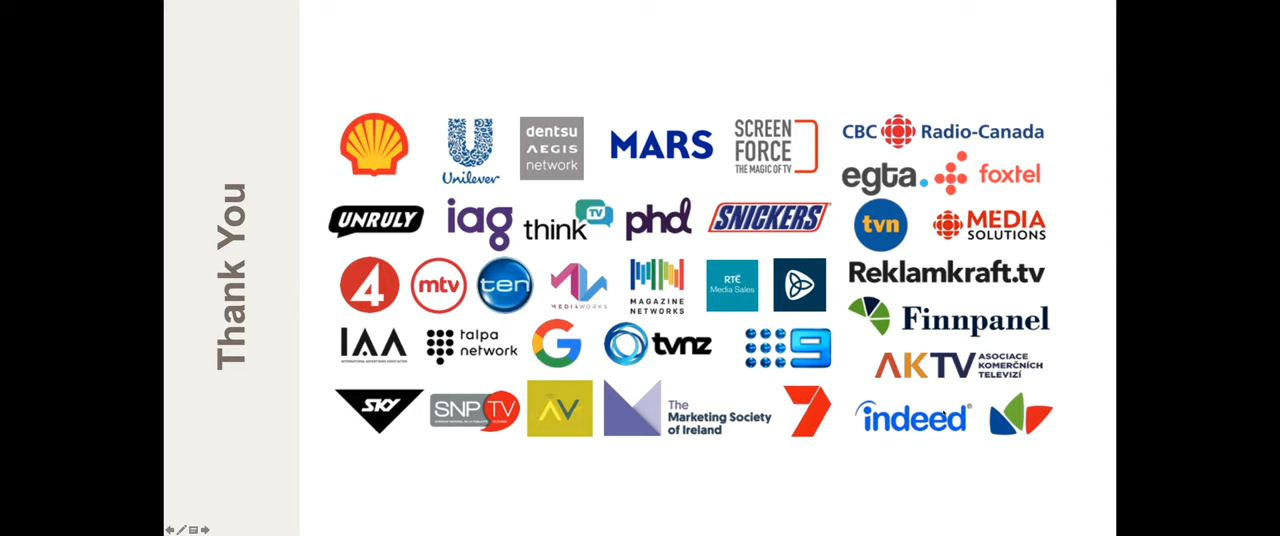 Thank You
Unilever
dentsu
AEGIS
network
MARS
SCREEN
FORCE
THE MAGIC OF TV
CBC Radio-Canada
egta.
foxtel
UNRULY
iag
think
TV
phd
SNICKERS
tvn
MEDIA
SOLUTIONS
4
mtv
ten
MEDIAWORKS
MAGAZINE
NETWORKS
RTÉ
Media Sales
Reklamkraft.tv
Finnpanel
IAA
INTERNATIONAL ADVERTISING ASSOCIATION
talpa
network
G
tvnz
9
AKTV
ASOCIACE
KOMERČNÍCH
TELEVIZÍ
SKY
SNPTV
AV
The
Marketing Society
of Ireland
7
indeed®